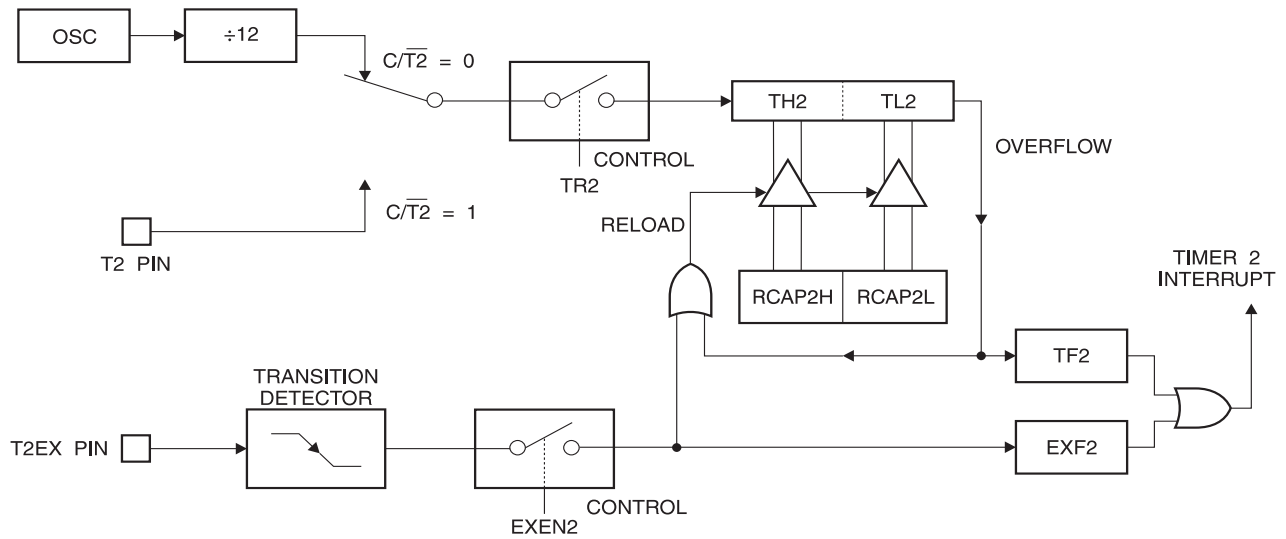 OSC
÷12
C/T2̅ = 0
TH2
TL2
OVERFLOW
CONTROL
TR2
C/T2̅ = 1
RELOAD
T2 PIN
TIMER 2
INTERRUPT
RCAP2H
RCAP2L
TF2
TRANSITION
DETECTOR
T2EX PIN
EXF2
CONTROL
EXEN2